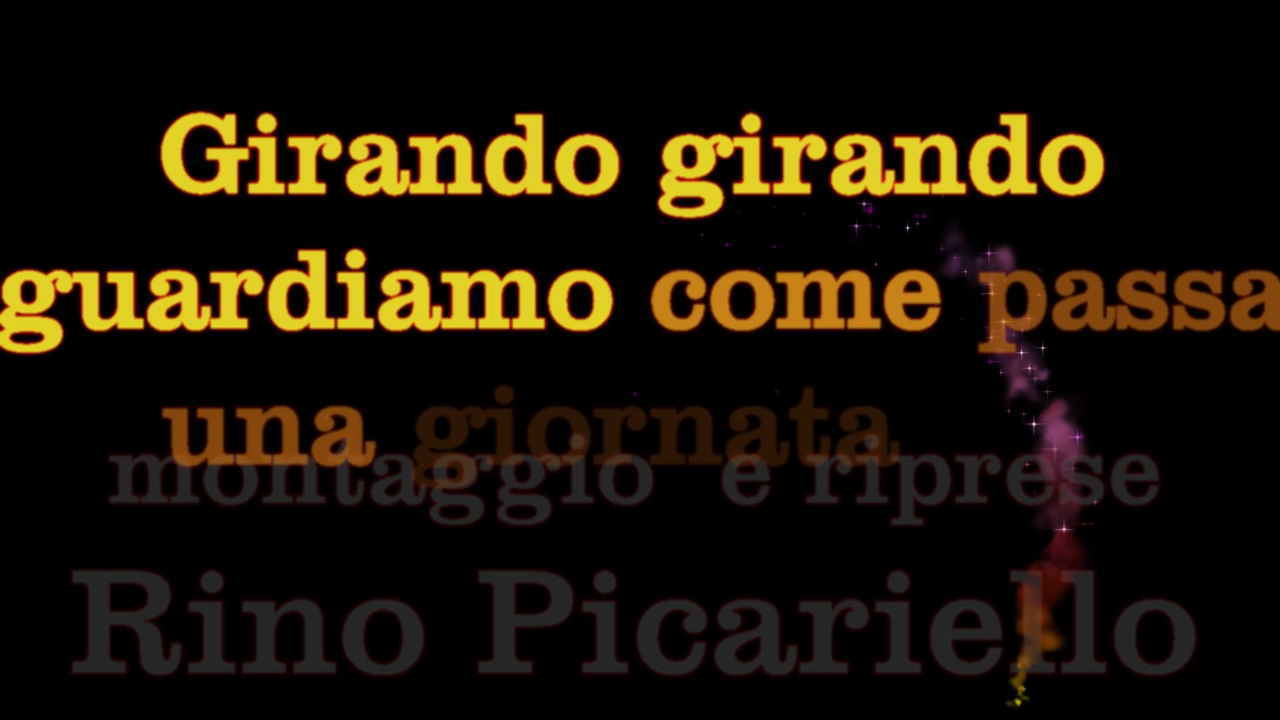 Girando girando
guardiamo come passa
una giornata
montaggio e riprese
Rino Picariello